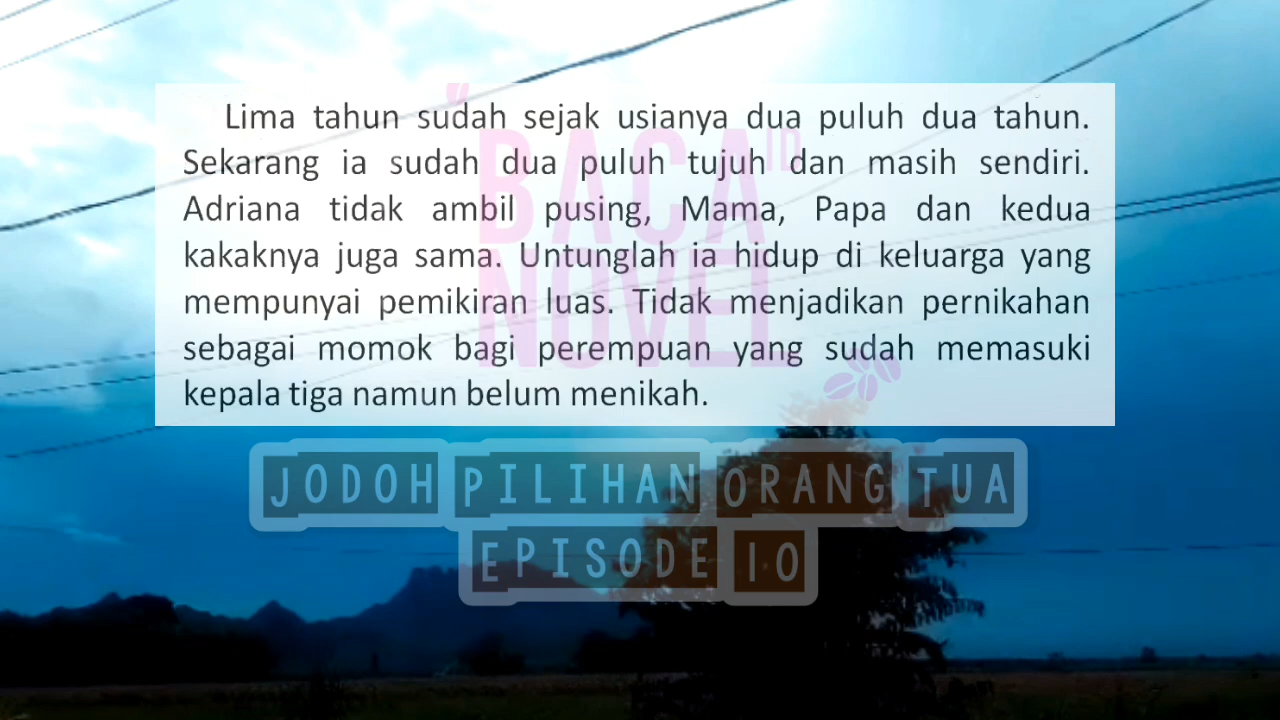 Lima tahun sudah sejak usianya dua puluh dua tahun.
Sekarang ia sudah dua puluh tujuh dan masih sendiri.
Adriana tidak ambil pusing, Mama, Papa dan kedua
kakaknya juga sama. Untunglah ia hidup di keluarga yang
mempunyai pemikiran luas. Tidak menjadikan pernikahan
sebagai momok bagi perempuan yang sudah memasuki
kepala tiga namun belum menikah.
BACA ID
NOVEL
JODOH PILIHAN ORANG TUA
EPISODE 10